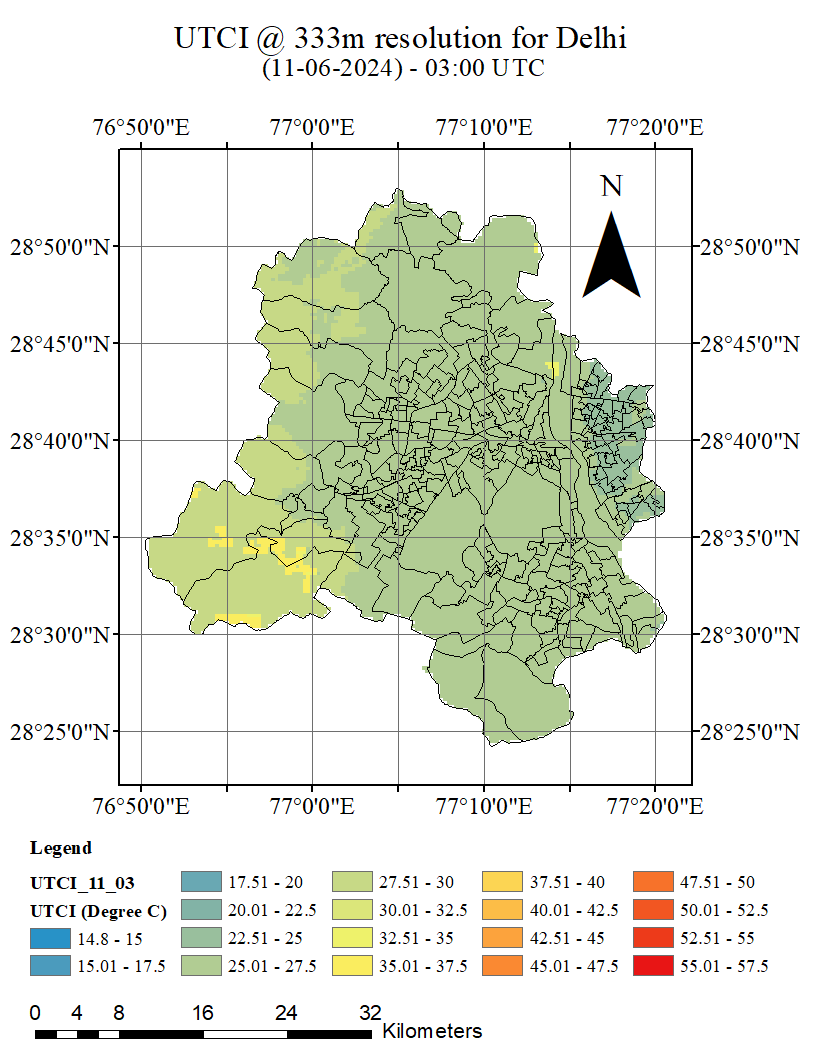 UTCI @ 333m resolution for Delhi
(11-06-2024) - 03:00 UTC
76°50'0"E 77°0'0"E 77°10'0"E 77°20'0"E
N
28°50'0"N 28°50'0"N
28°45'0"N 28°45'0"N
28°40'0"N 28°40'0"N
28°35'0"N 28°35'0"N
28°30'0"N 28°30'0"N
28°25'0"N 28°25'0"N
76°50'0"E 77°0'0"E 77°10'0"E 77°20'0"E
Legend
UTCI_11_03
UTCI (Degree C)
14.8 - 15
15.01 - 17.5
17.51 - 20
20.01 - 22.5
22.51 - 25
25.01 - 27.5
27.51 - 30
30.01 - 32.5
32.51 - 35
35.01 - 37.5
37.51 - 40
40.01 - 42.5
42.51 - 45
45.01 - 47.5
47.51 - 50
50.01 - 52.5
52.51 - 55
55.01 - 57.5
0 4 8 16 24 32
Kilometers